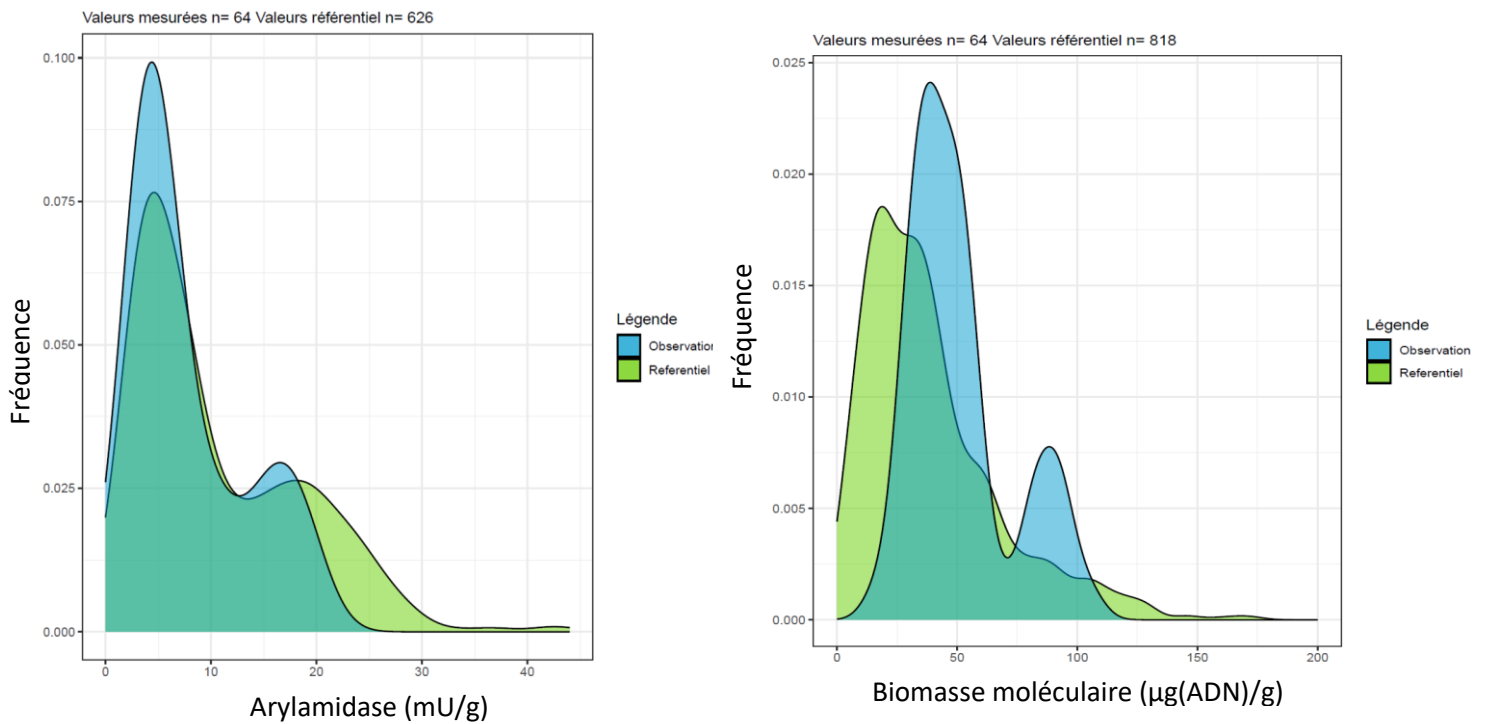 Valeurs mesurées n= 64 Valeurs référentiel n= 626
0.100
0.075
0.050
0.025
0.000
Fréquence
0
10
20
30
40
Arylamidase (mU/g)
Légende
Observatior
Referentiel
Valeurs mesurées n= 64 Valeurs référentiel n= 818
0.025
0.020
0.015
0.010
0.005
0.000
Fréquence
0
50
100
150
200
Biomasse moléculaire (µg(ADN)/g)
Légende
Observation
Referentiel